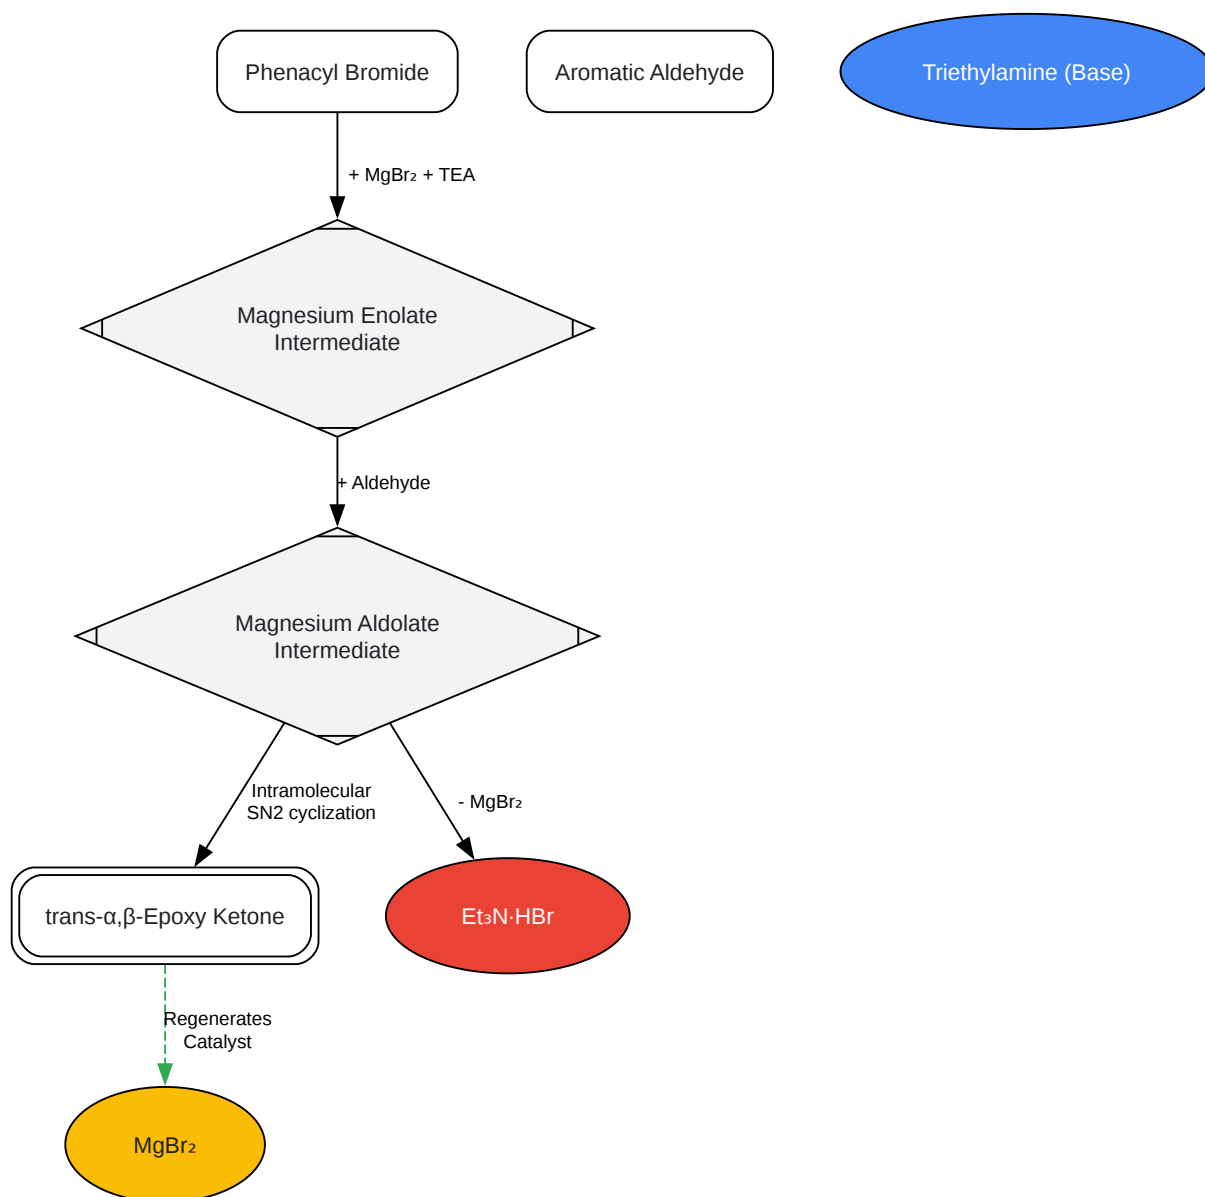 Phenacyl Bromide
Aromatic Aldehyde
Triethylamine (Base)
+ MgBr₂ + TEA
Magnesium Enolate
Intermediate
+ Aldehyde
Magnesium Aldolate
Intermediate
Intramolecular
SN2 cyclization
- MgBr₂
trans-α,β-Epoxy Ketone
Et₃N·HBr
Regenerates
Catalyst
MgBr₂